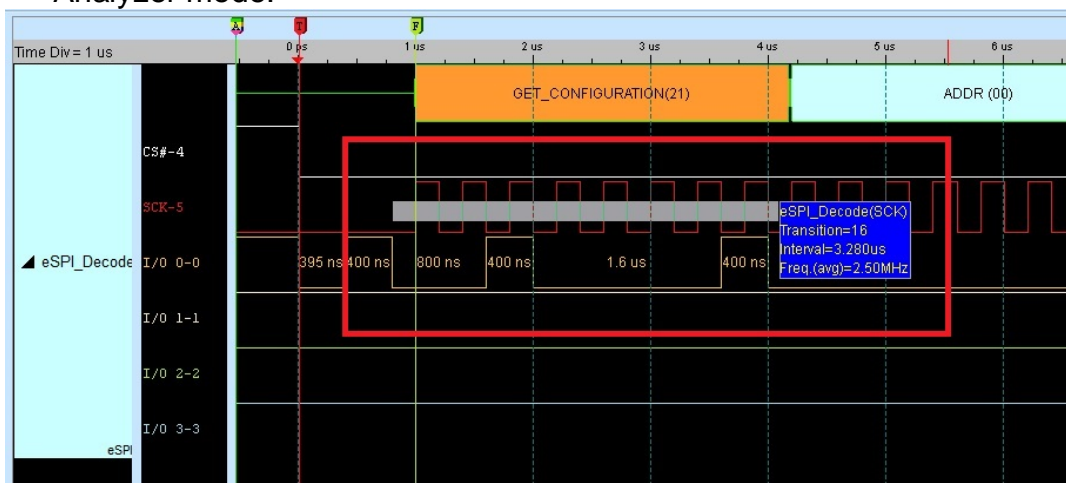 Analyzer mode.
A T F
Time Div = 1 us
0 ps 1 us 2 us 3 us 4 us 5 us 6 us
GET_CONFIGURATION(21) ADDR (00)
CS#-4
SCK-5
eSPI_Decode(SCK)
Transition=16
Interval=3.280us
Freq.(avg)=2.50MHz
eSPI_Decode I/O 0-0 395 ns 400 ns 800 ns 400 ns 1.6 us 400 ns
I/O 1-1
I/O 2-2
I/O 3-3
eSPI